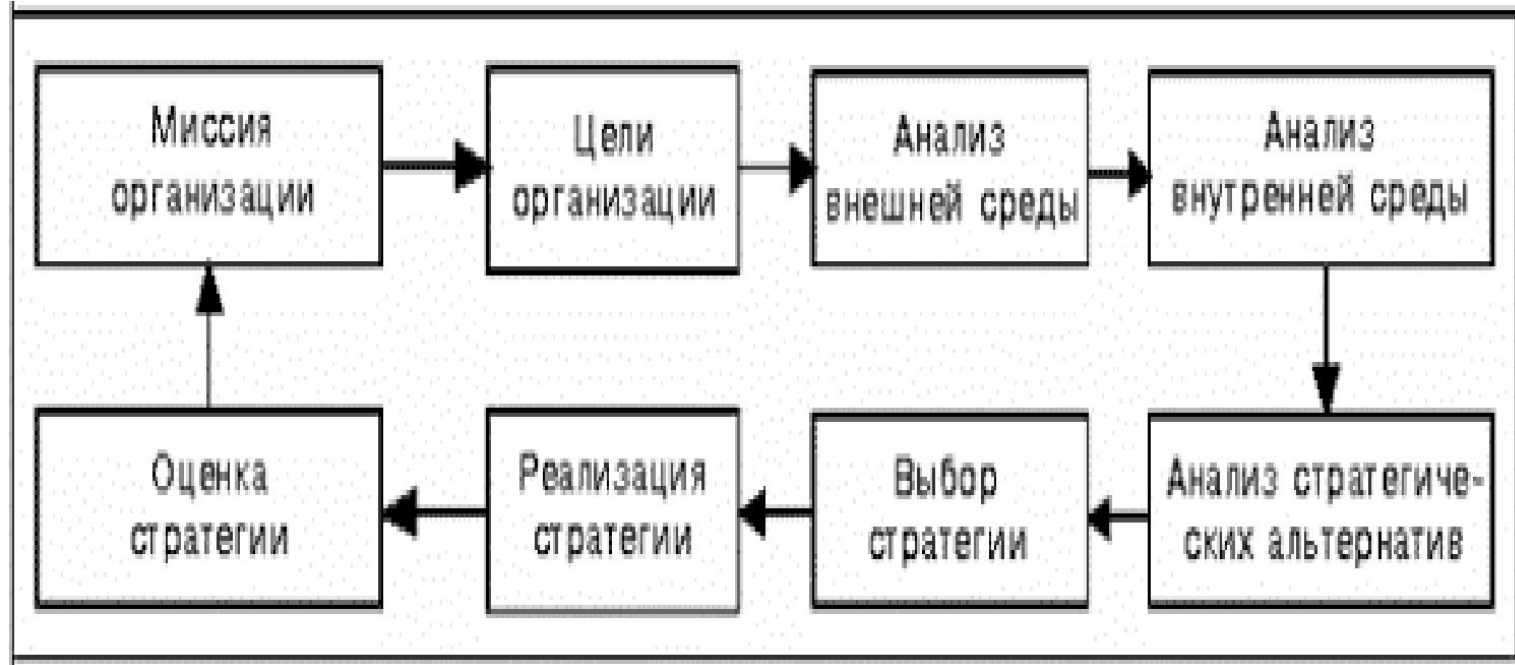 Миссия
организации
Цели
организации
Анализ
внешней среды
Анализ
внутренней среды
Оценка
стратегии
Реализация
стратегии
Выбор
стратегии
Анализ стратегиче-
ских альтернатив